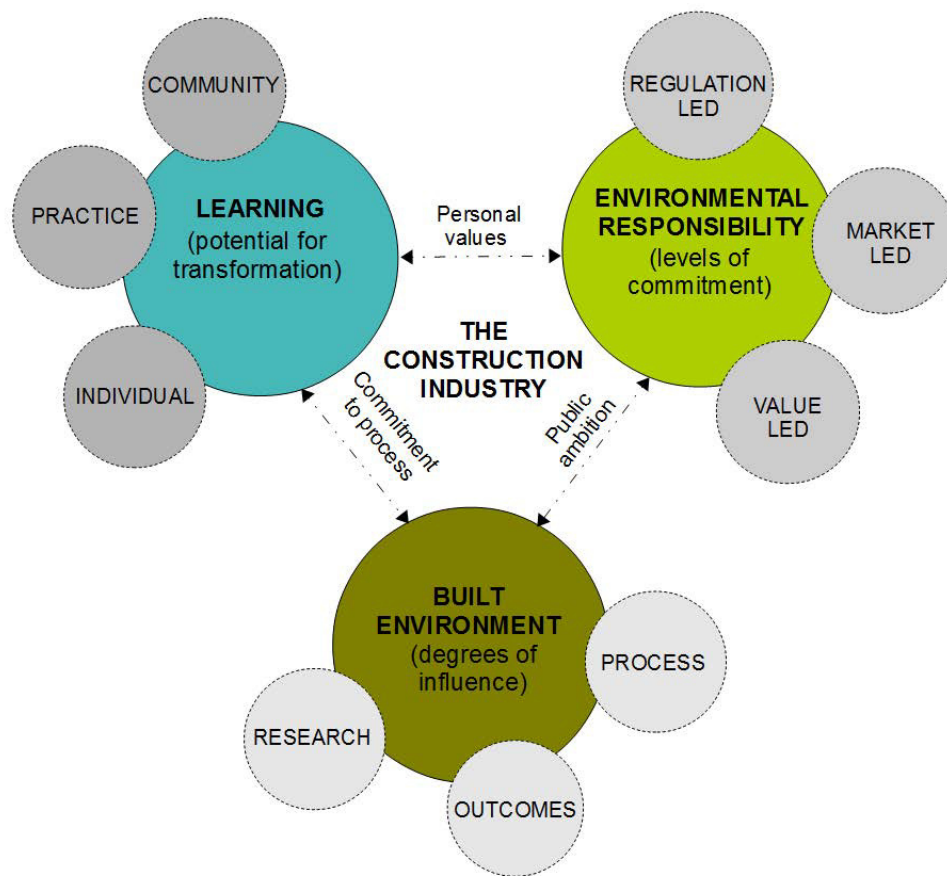 COMMUNITY
PRACTICE
INDIVIDUAL
LEARNING
(potential for
transformation)
Personal
values
REGULATION
LED
ENVIRONMENTAL
RESPONSIBILITY
(levels of
commitment)
MARKET
LED
VALUE
LED
THE
CONSTRUCTION
INDUSTRY
Commitment
to process
Public
ambition
BUILT
ENVIRONMENT
(degrees of
influence)
PROCESS
RESEARCH
OUTCOMES